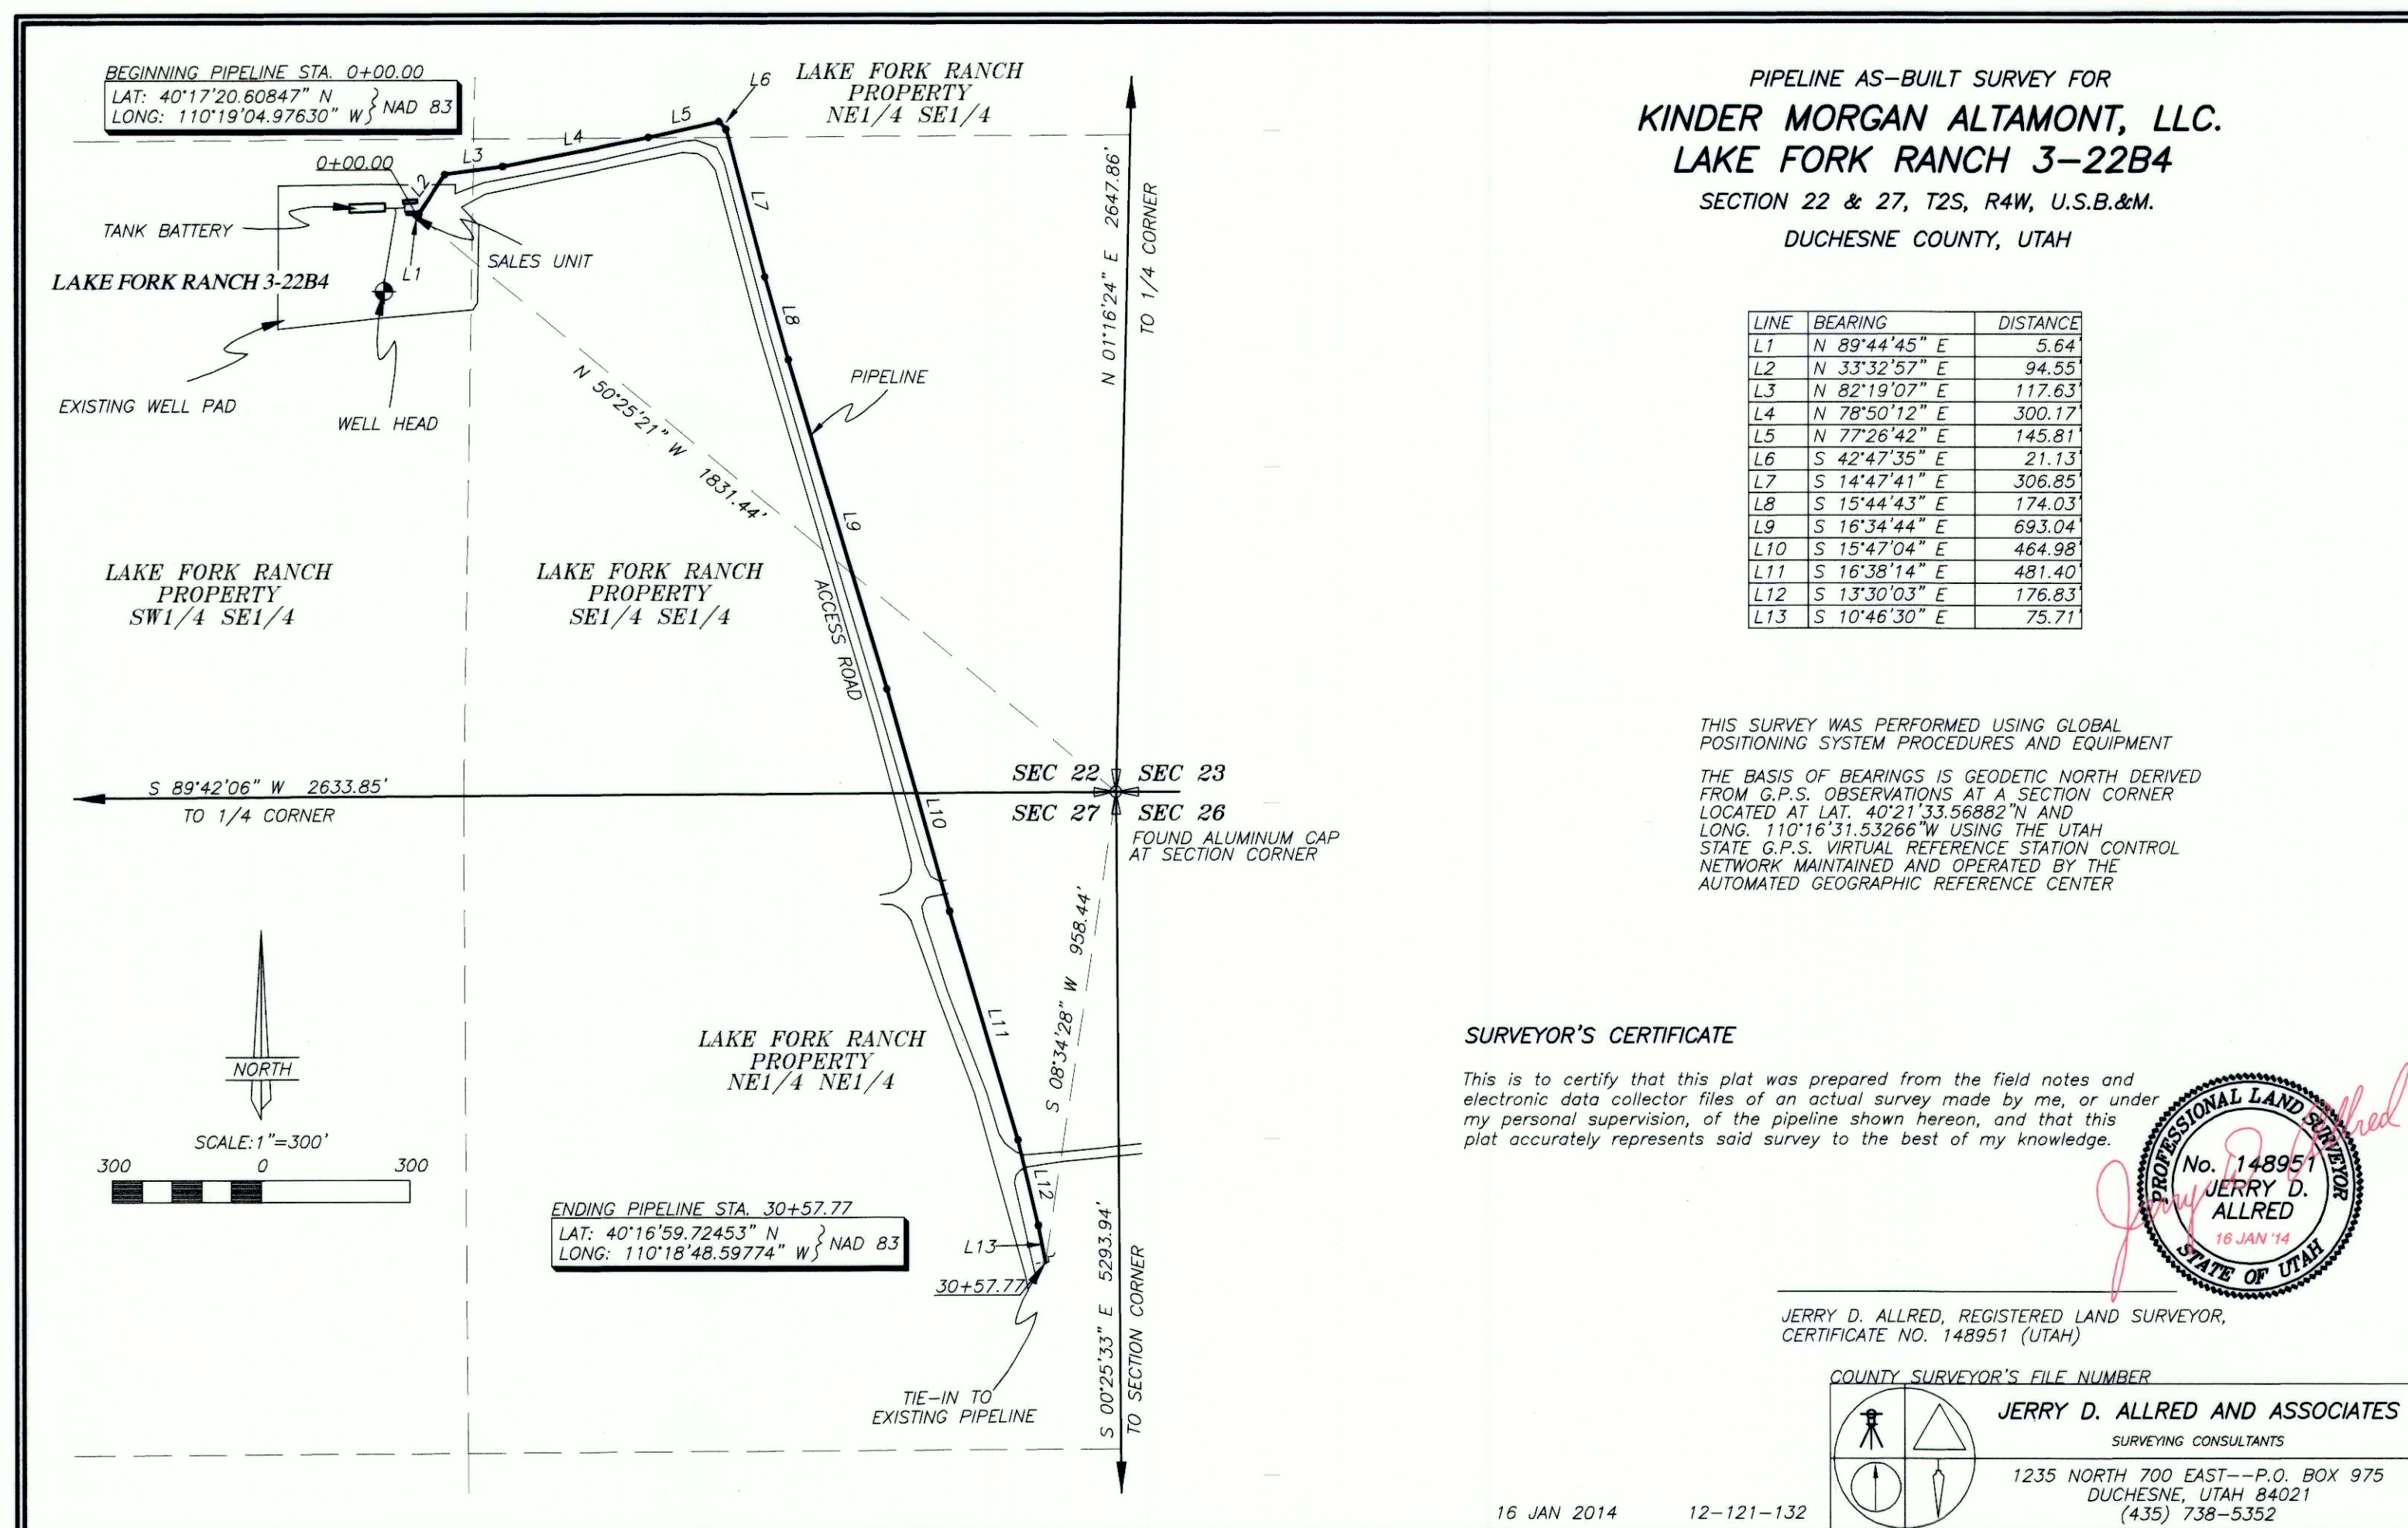 BEGINNING PIPELINE STA. 0+00.00
LAT: 40°17'20.60847" N
LONG: 110°19'04.97630" W } NAD 83
LAKE FORK RANCH
PROPERTY
NE1/4 SE1/4
L6
L5
L4
L3
L2
0+00.00
TANK BATTERY
L1
SALES UNIT
LAKE FORK RANCH 3-22B4
EXISTING WELL PAD
WELL HEAD
L7
L8
PIPELINE
N 50°25'21" W 1831.44'
N 01°16'24" E 2647.86'
TO 1/4 CORNER
L9
ACCESS ROAD
LAKE FORK RANCH
PROPERTY
SW1/4 SE1/4
LAKE FORK RANCH
PROPERTY
SE1/4 SE1/4
S 89°42'06" W 2633.85'
TO 1/4 CORNER
SEC 22
SEC 23
SEC 27
SEC 26
FOUND ALUMINUM CAP
AT SECTION CORNER
L10
L11
S 08°34'28" W 958.44'
LAKE FORK RANCH
PROPERTY
NE1/4 NE1/4
NORTH
SCALE: 1"=300'
300 0 300
ENDING PIPELINE STA. 30+57.77
LAT: 40°16'59.72453" N
LONG: 110°18'48.59774" W } NAD 83
L12
L13
30+57.77
TIE-IN TO
EXISTING PIPELINE
S 00°25'33" E 5293.94'
TO SECTION CORNER
PIPELINE AS-BUILT SURVEY FOR
KINDER MORGAN ALTAMONT, LLC.
LAKE FORK RANCH 3-22B4
SECTION 22 & 27, T2S, R4W, U.S.B.&M.
DUCHESNE COUNTY, UTAH
LINE BEARING DISTANCE
L1 N 89°44'45" E 5.64'
L2 N 33°32'57" E 94.55'
L3 N 82°19'07" E 117.63'
L4 N 78°50'12" E 300.17'
L5 N 77°26'42" E 145.81'
L6 S 42°47'35" E 21.13'
L7 S 14°47'41" E 306.85'
L8 S 15°44'43" E 174.03'
L9 S 16°34'44" E 693.04'
L10 S 15°47'04" E 464.98'
L11 S 16°38'14" E 481.40'
L12 S 13°30'03" E 176.83'
L13 S 10°46'30" E 75.71'
THIS SURVEY WAS PERFORMED USING GLOBAL
POSITIONING SYSTEM PROCEDURES AND EQUIPMENT
THE BASIS OF BEARINGS IS GEODETIC NORTH DERIVED
FROM G.P.S. OBSERVATIONS AT A SECTION CORNER
LOCATED AT LAT. 40°21'33.56882"N AND
LONG. 110°16'31.53266"W USING THE UTAH
STATE G.P.S. VIRTUAL REFERENCE STATION CONTROL
NETWORK MAINTAINED AND OPERATED BY THE
AUTOMATED GEOGRAPHIC REFERENCE CENTER
SURVEYOR'S CERTIFICATE
This is to certify that this plat was prepared from the field notes and
electronic data collector files of an actual survey made by me, or under
my personal supervision, of the pipeline shown hereon, and that this
plat accurately represents said survey to the best of my knowledge.
PROFESSIONAL LAND SURVEYOR
No. 148951
JERRY D.
ALLRED
16 JAN '14
STATE OF UTAH
Jerry D Allred
JERRY D. ALLRED, REGISTERED LAND SURVEYOR,
CERTIFICATE NO. 148951 (UTAH)
COUNTY SURVEYOR'S FILE NUMBER
JERRY D. ALLRED AND ASSOCIATES
SURVEYING CONSULTANTS
1235 NORTH 700 EAST--P.O. BOX 975
DUCHESNE, UTAH 84021
(435) 738-5352
16 JAN 2014 12-121-132